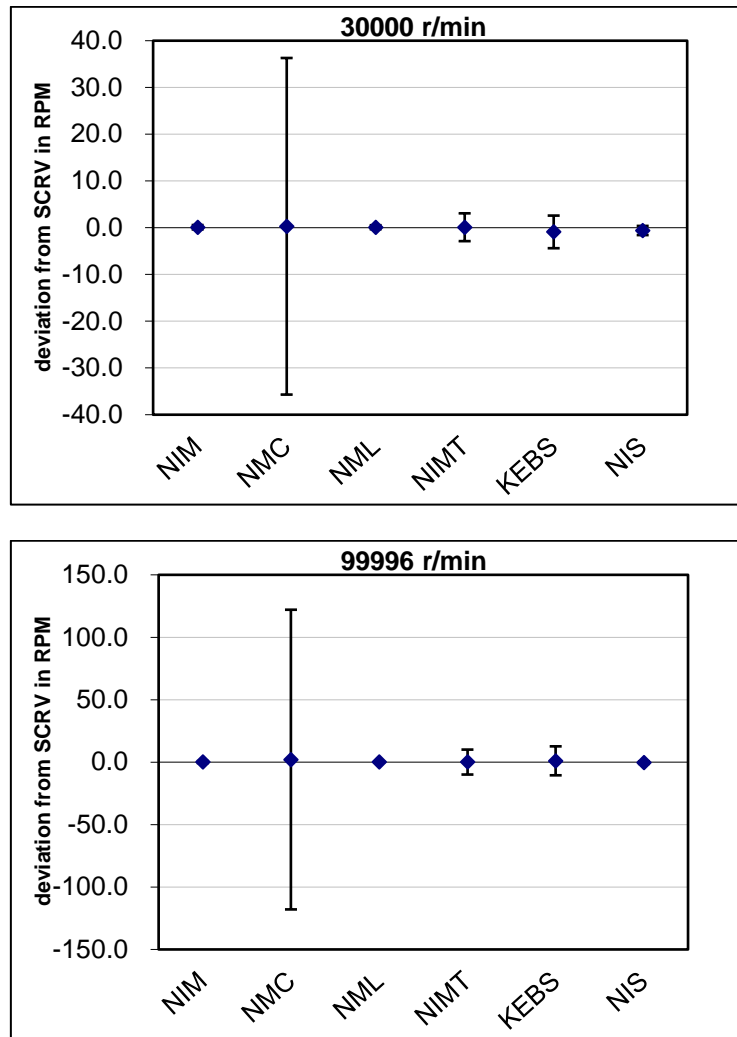 30000 r/min
deviation from SCRV in RPM
40.0
30.0
20.0
10.0
0.0
-10.0
-20.0
-30.0
-40.0
NIM
NMC
NML
NIMT
KEBS
NIS
99996 r/min
deviation from SCRV in RPM
150.0
100.0
50.0
0.0
-50.0
-100.0
-150.0
NIM
NMC
NML
NIMT
KEBS
NIS